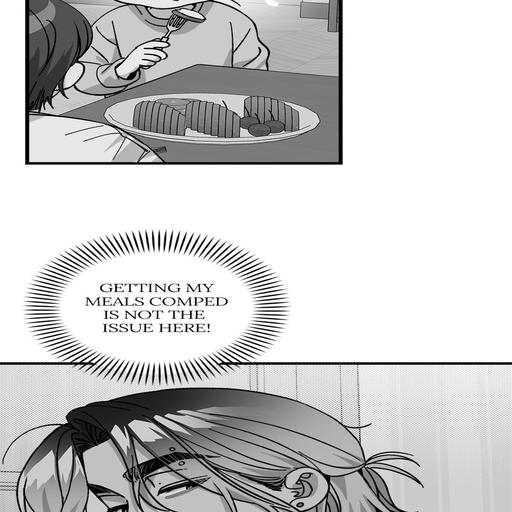 GETTING MY
MEALS COMPED
IS NOT THE
ISSUE HERE!